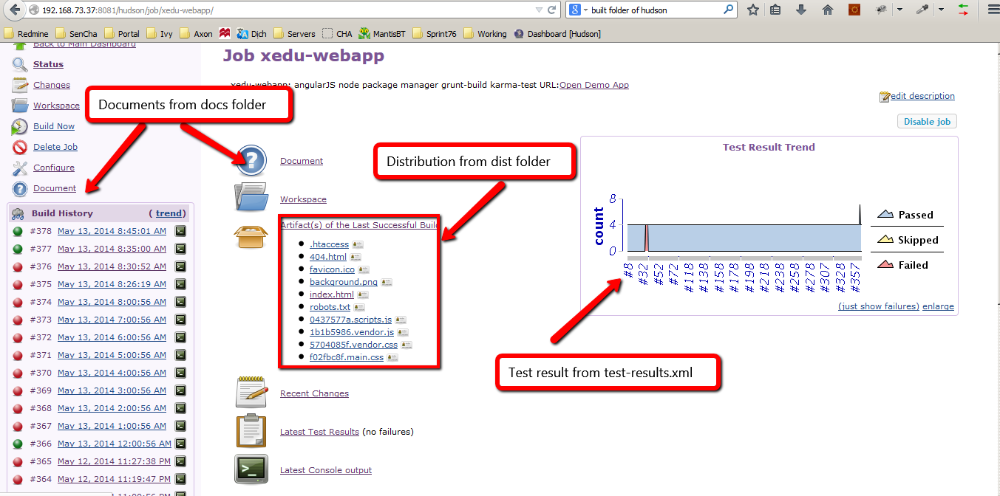 192.168.73.37:8081/hudson/job/xedu-webapp/
8 built folder of hudson
Redmine SenCha Portal Ivy Axon Dịch Servers CHA MantisBT Sprint76 Working Dashboard [Hudson]
Back to Main Dashboard
Status
Changes
Workspace
Build Now
Delete Job
Configure
Document
Build History (trend)
#378 May 13, 2014 8:45:01 AM
#377 May 13, 2014 8:35:00 AM
#376 May 13, 2014 8:30:52 AM
#375 May 13, 2014 8:26:19 AM
#374 May 13, 2014 8:00:56 AM
#373 May 13, 2014 7:00:56 AM
#372 May 13, 2014 6:00:56 AM
#371 May 13, 2014 5:00:56 AM
#370 May 13, 2014 4:00:56 AM
#369 May 13, 2014 3:00:56 AM
#368 May 13, 2014 2:00:56 AM
#367 May 13, 2014 1:00:56 AM
#366 May 13, 2014 12:00:56 AM
#365 May 12, 2014 11:27:38 PM
#364 May 12, 2014 11:19:47 PM
Job xedu-webapp
xedu-webapp: angularJS node package manager grunt-build karma-test URL:Open Demo App
edit description
Disable job
Documents from docs folder
Document
Distribution from dist folder
Workspace
Artifact(s) of the Last Successful Build
.htaccess
404.html
favicon.ico
background.png
index.html
robots.txt
0437577a.scripts.js
1b1b5986.vendor.js
5704085f.vendor.css
f02fbc8f.main.css
Recent Changes
Latest Test Results (no failures)
Latest Console output
Test Result Trend
count
8
4
0
#8 #32 #52 #72 #118 #138 #158 #178 #198 #218 #238 #258 #278 #307 #328 #357
Passed
Skipped
Failed
(just show failures) enlarge
Test result from test-results.xml